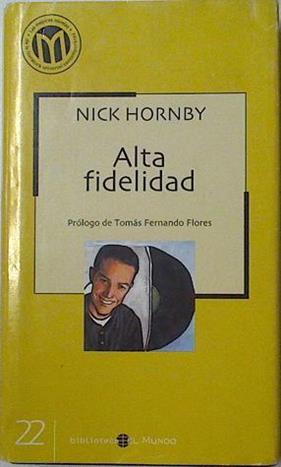 NICK HORNBY
Alta
fidelidad
Prólogo de Tomás Fernando Flores
22
biblioteca EL MUNDO